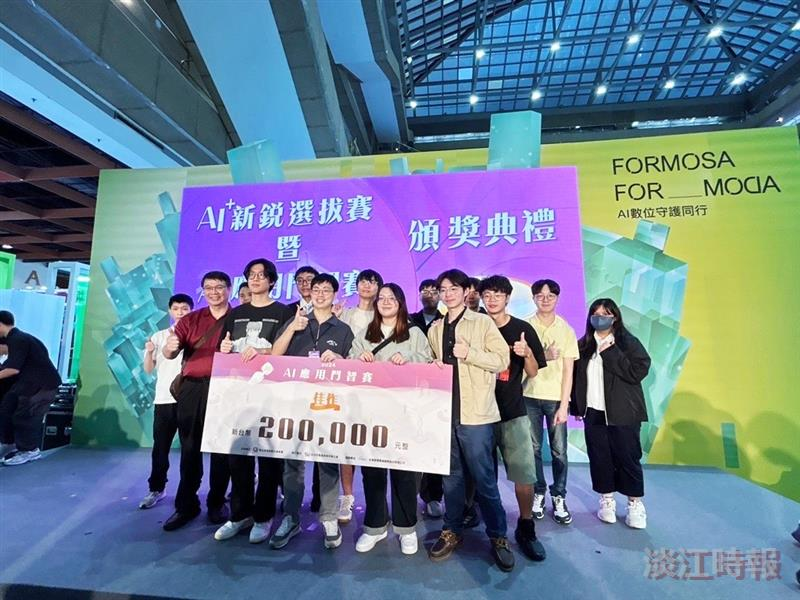 AI+新銳選拔賽
暨
頒獎典禮
FORMOSA
FOR __ MODA
AI數位守護同行
A
2024
AI應用鬥智賽
佳作
新台幣 200,000 元整
淡江時報